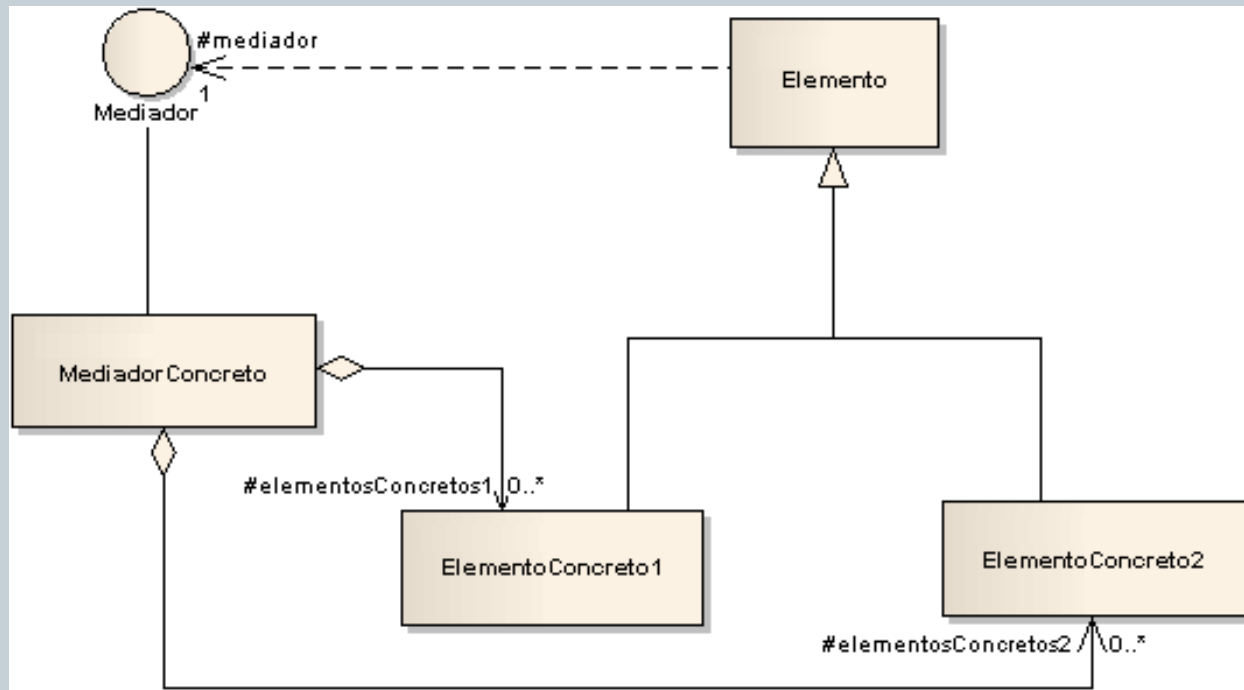 #mediador
1
Mediador
Elemento
MediadorConcreto
#elementosConcretos1
0..*
ElementoConcreto1
ElementoConcreto2
#elementosConcretos2
0..*